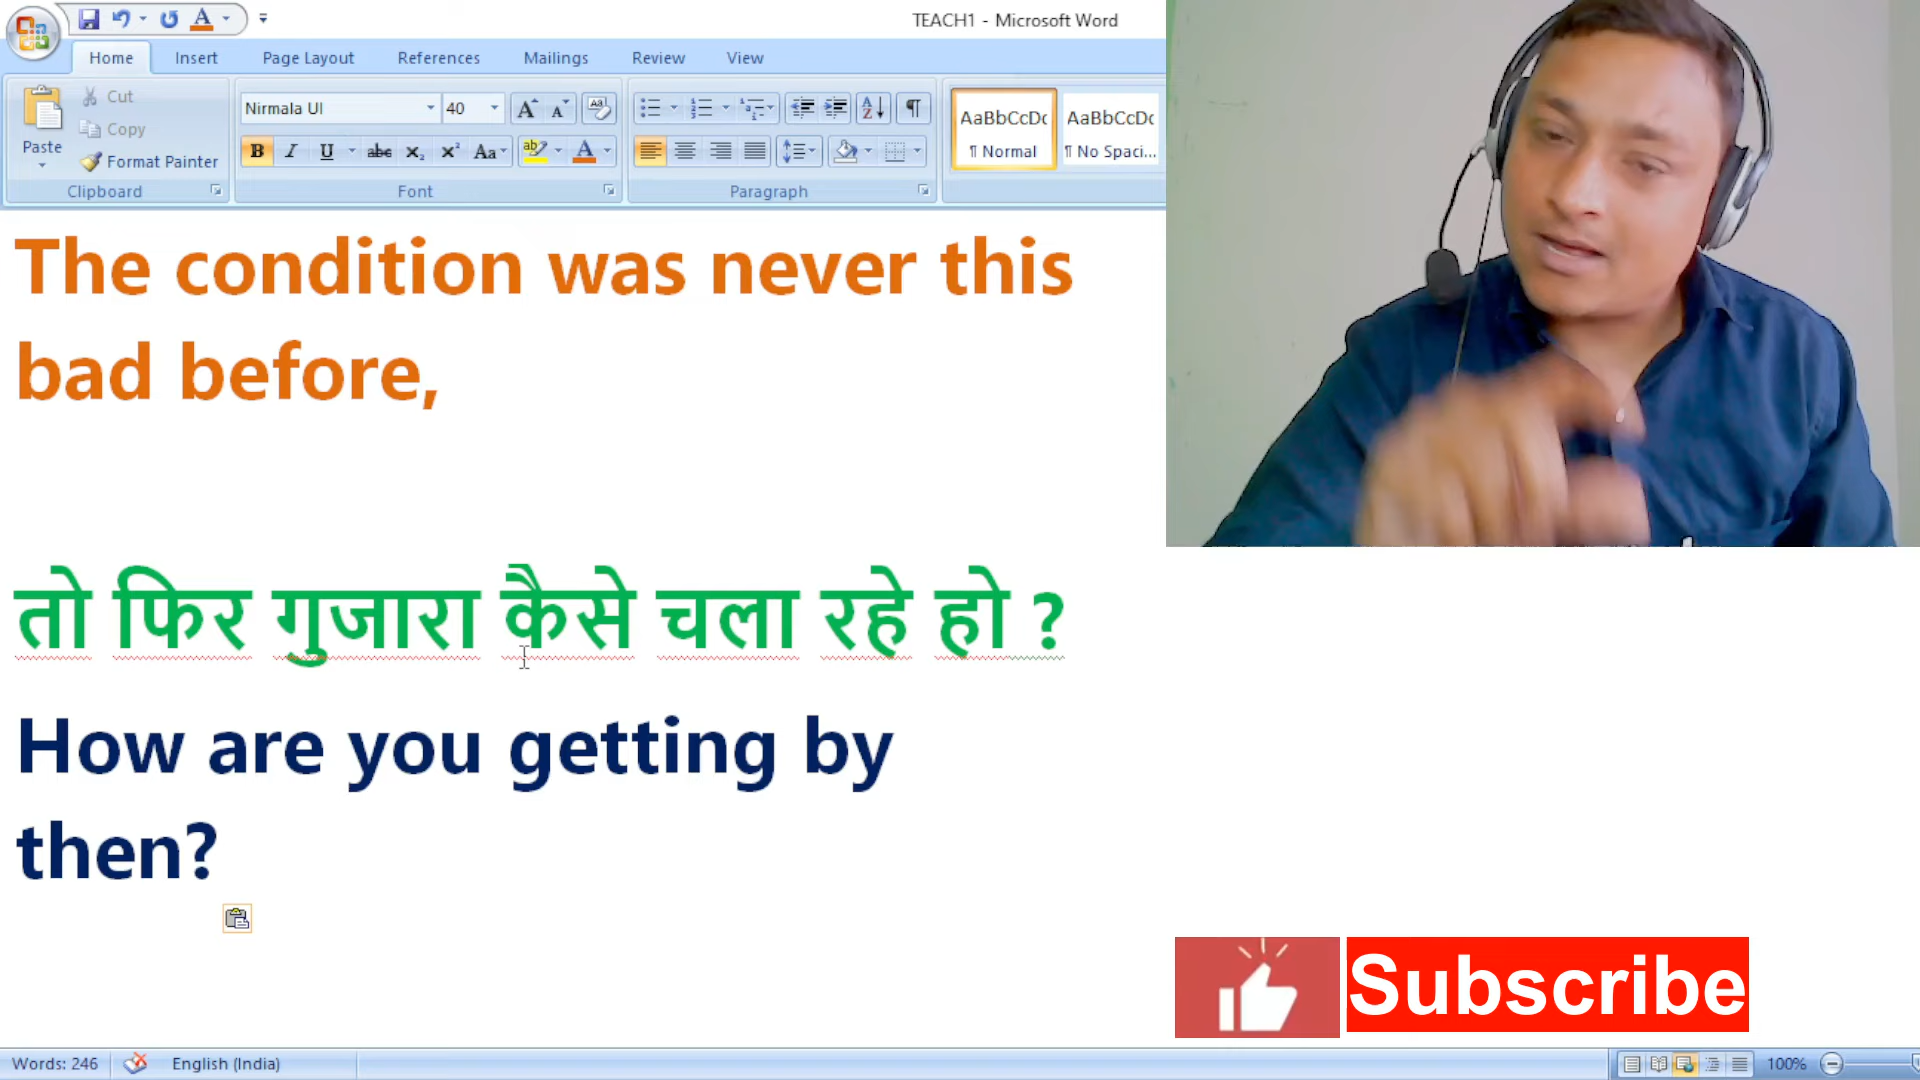 TEACH1 - Microsoft Word
Home Insert Page Layout References Mailings Review View
Paste
Cut
Copy
Format Painter
Clipboard
Nirmala UI 40
Font
Paragraph
AaBbCcDc AaBbCcDc
¶ Normal ¶ No Spaci...
The condition was never this
bad before,
तो फिर गुजारा कैसे चला रहे हो ?
How are you getting by
then?
Subscribe
Words: 246 English (India) 100%